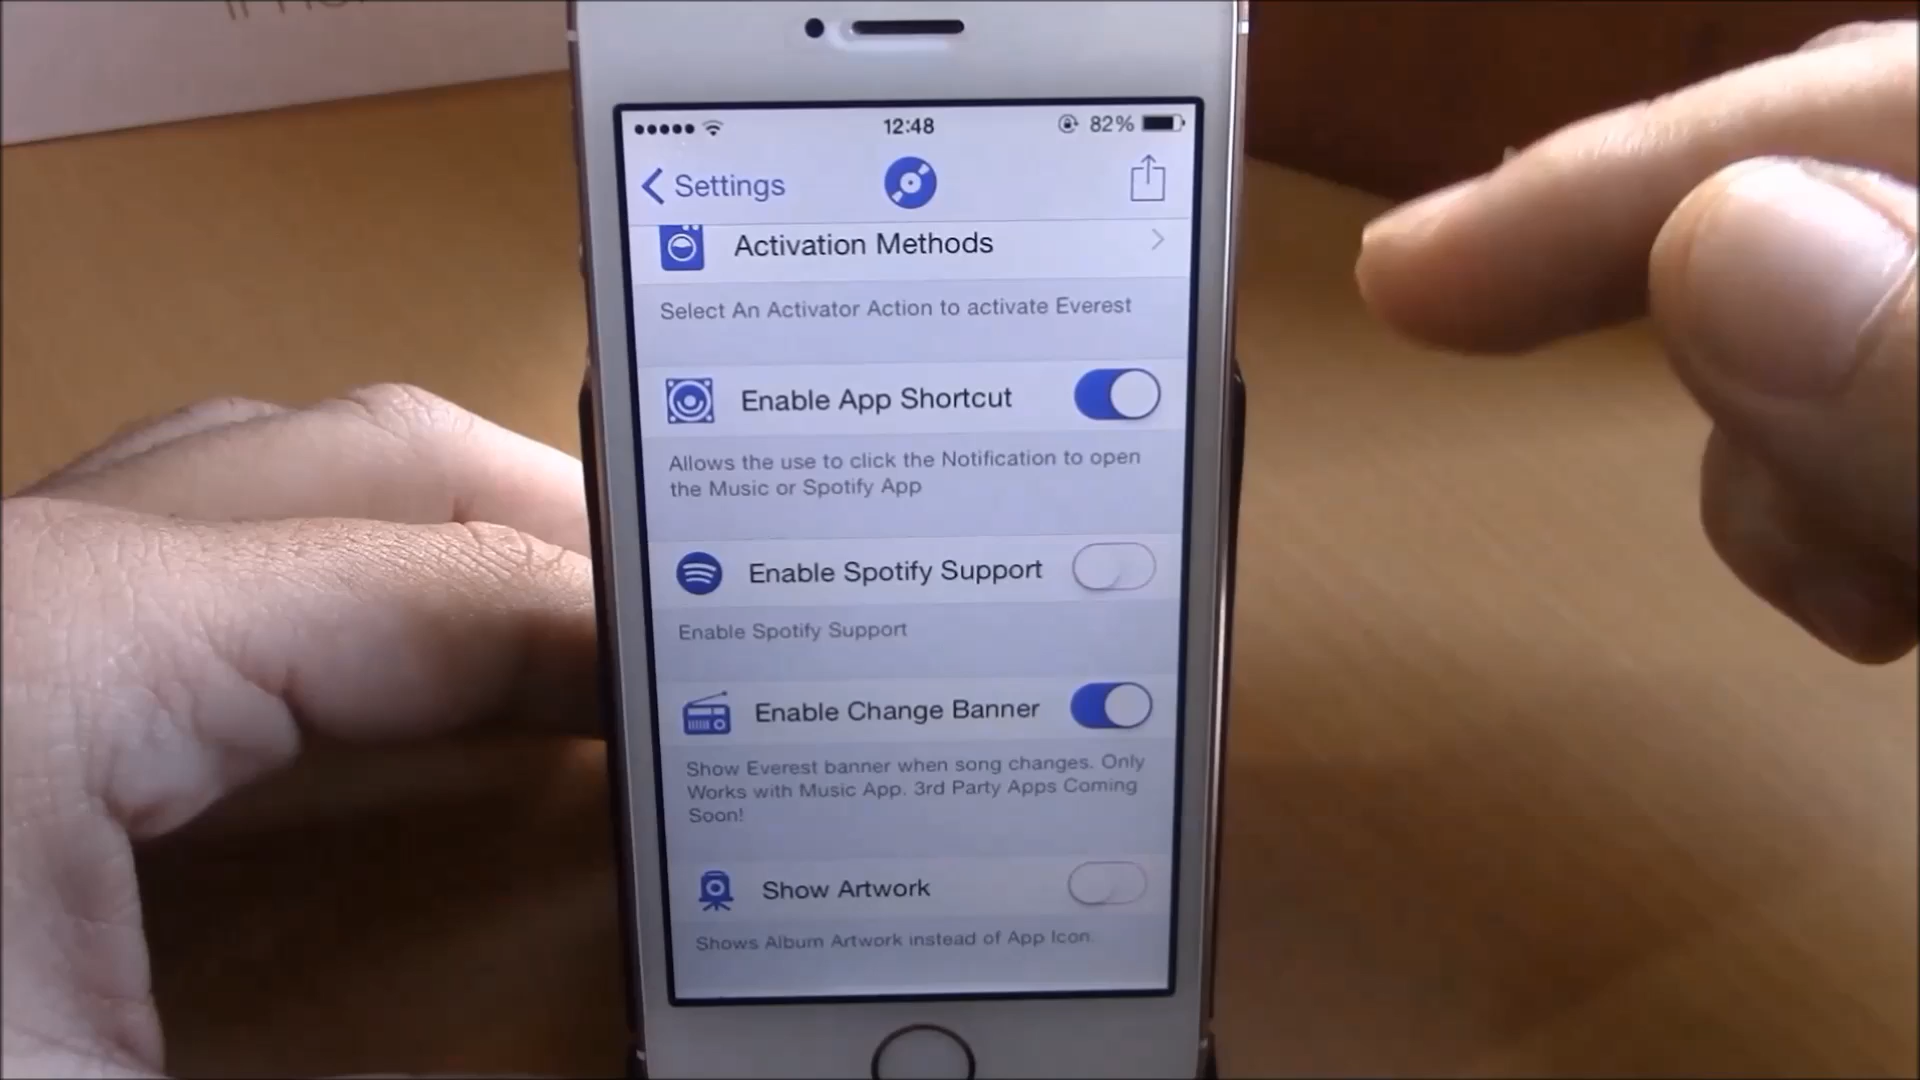 12:48
82%
Settings
Activation Methods
Select An Activator Action to activate Everest
Enable App Shortcut
Allows the use to click the Notification to open
the Music or Spotify App
Enable Spotify Support
Enable Spotify Support
Enable Change Banner
Show Everest banner when song changes. Only
Works with Music App. 3rd Party Apps Coming
Soon!
Show Artwork
Shows Album Artwork instead of App Icon.